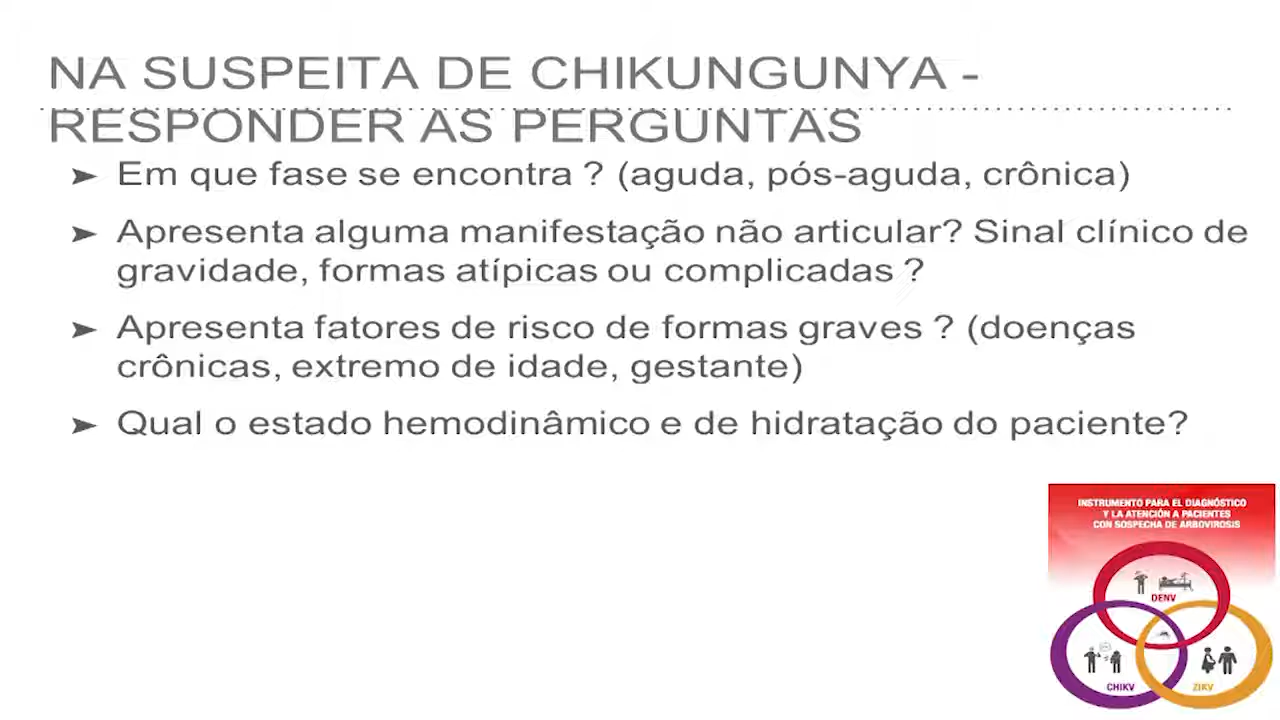 NA SUSPEITA DE CHIKUNGUNYA -
RESPONDER AS PERGUNTAS
➤ Em que fase se encontra ? (aguda, pós-aguda, crônica)
➤ Apresenta alguma manifestação não articular? Sinal clínico de
gravidade, formas atípicas ou complicadas ?
➤ Apresenta fatores de risco de formas graves ? (doenças
crônicas, extremo de idade, gestante)
➤ Qual o estado hemodinâmico e de hidratação do paciente?
INSTRUMENTO PARA EL DIAGNÓSTICO
Y LA ATENCIÓN A PACIENTES
CON SOSPECHA DE ARBOVIROSIS
DENV
CHIKV
ZIKV